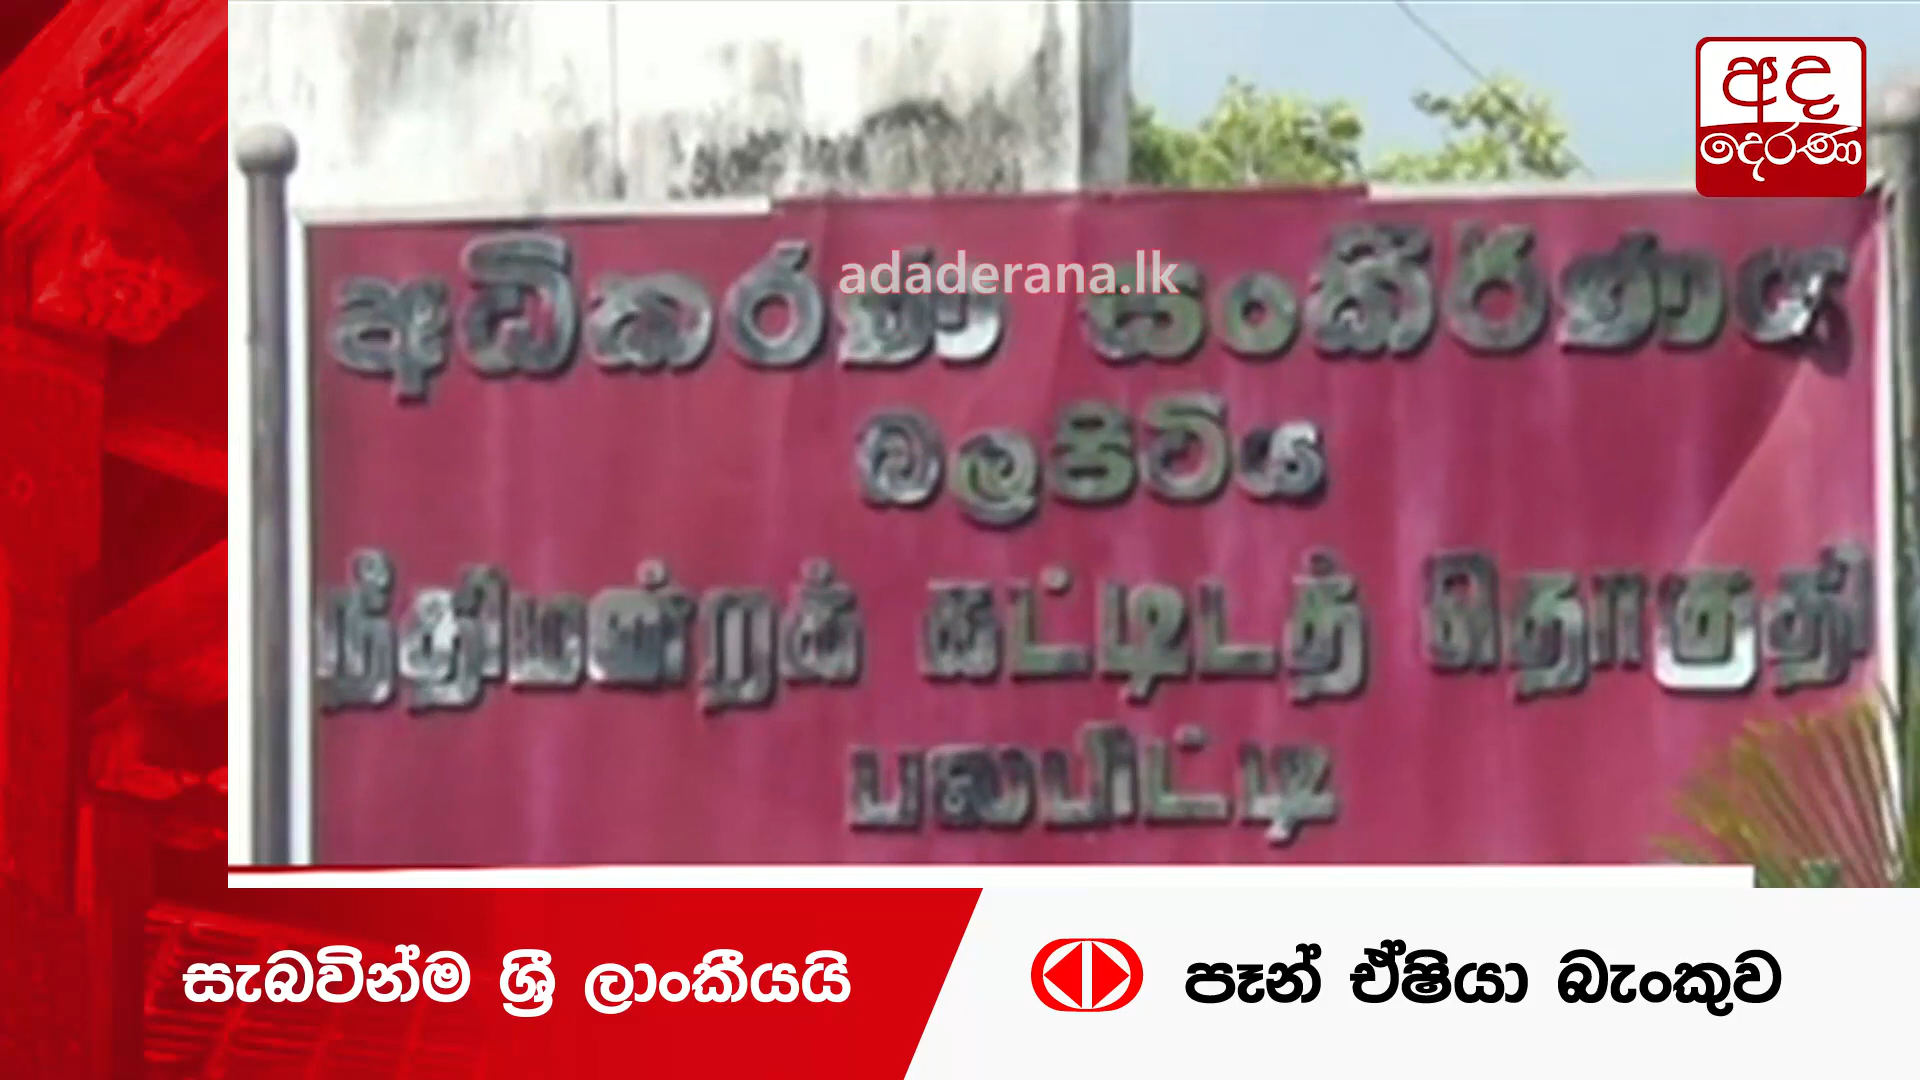 අද
දෙරණ
adaderana.lk
අධිකරණ සංකීර්ණය
බලපිටිය
நீதிமன்றக் கட்டிடத் தொகுதி
பலபிட்டி
සැබවින්ම ශ්‍රී ලාංකීයයි
පෑන් ඒෂියා බැංකුව